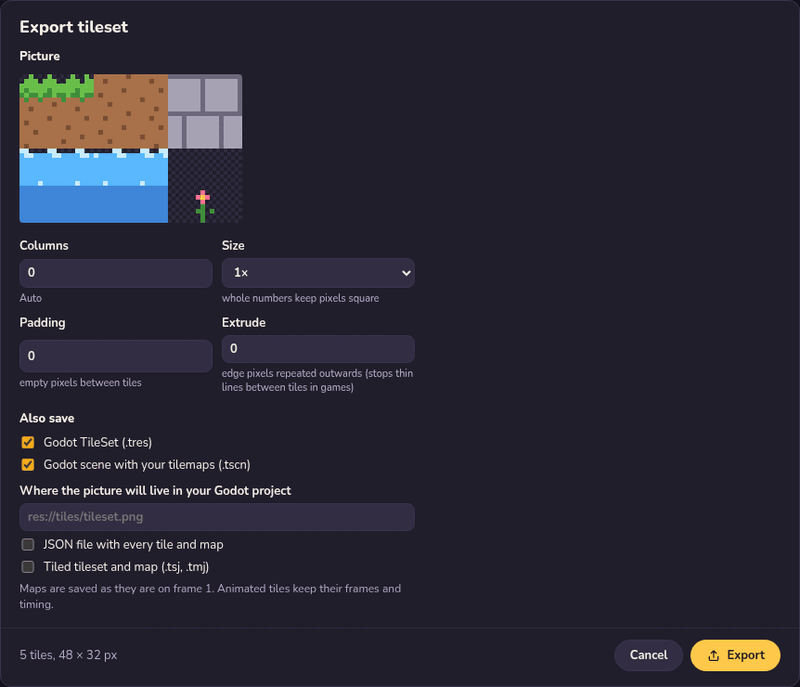 Export tileset
Picture
Columns
Size
0
1x
Auto
whole numbers keep pixels square
Padding
Extrude
0
0
empty pixels between tiles
edge pixels repeated outwards (stops thin
lines between tiles in games)
Also save
Godot TileSet (.tres)
Godot scene with your tilemaps (.tscn)
Where the picture will live in your Godot project
res://tiles/tileset.png
JSON file with every tile and map
Tiled tileset and map (.tsj, .tmj)
Maps are saved as they are on frame 1. Animated tiles keep their frames and
timing.
5 tiles, 48 × 32 px
Cancel
Export